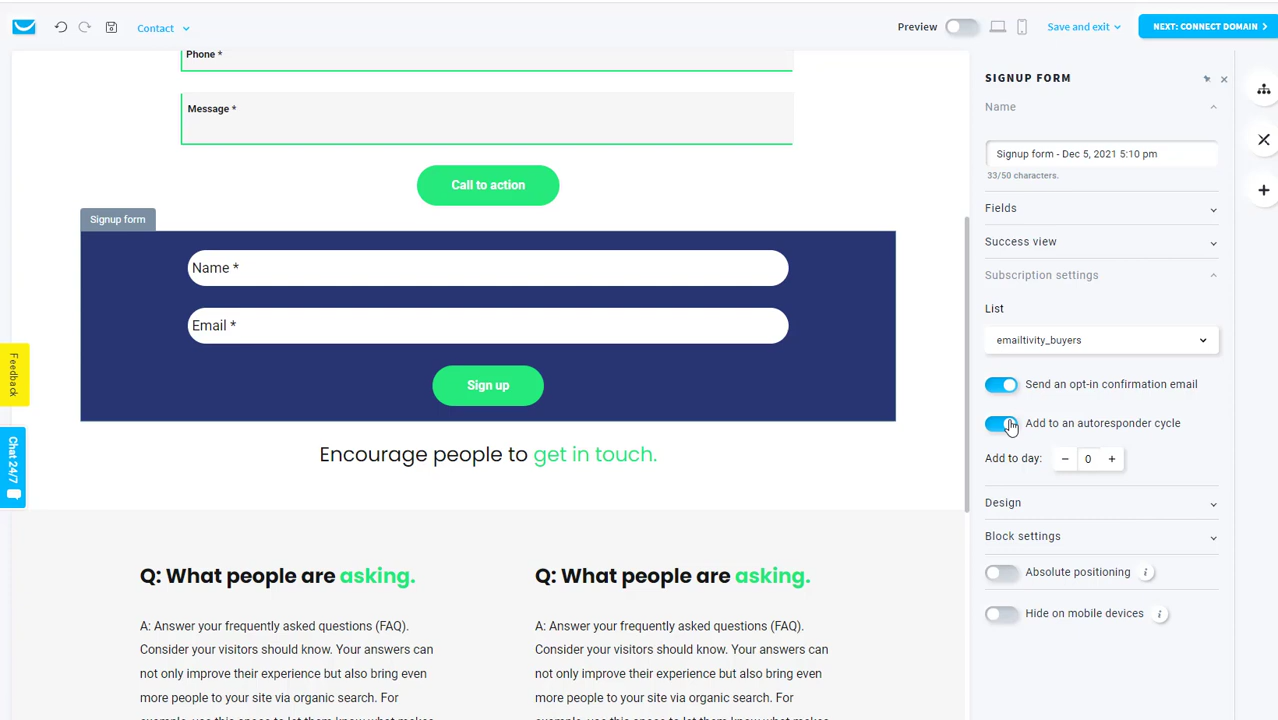 Contact
Preview
Save and exit
NEXT: CONNECT DOMAIN
Phone *
Message *
Call to action
Signup form
Name *
Email *
Sign up
Encourage people to get in touch.
Q: What people are asking.
A: Answer your frequently asked questions (FAQ).
Consider your visitors should know. Your answers can
not only improve their experience but also bring even
more people to your site via organic search. For
Q: What people are asking.
A: Answer your frequently asked questions (FAQ).
Consider your visitors should know. Your answers can
not only improve their experience but also bring even
more people to your site via organic search. For
Feedback
Chat 24/7
SIGNUP FORM
Name
Signup form - Dec 5, 2021 5:10 pm
33/50 characters.
Fields
Success view
Subscription settings
List
emailtivity_buyers
Send an opt-in confirmation email
Add to an autoresponder cycle
Add to day:
0
Design
Block settings
Absolute positioning
Hide on mobile devices